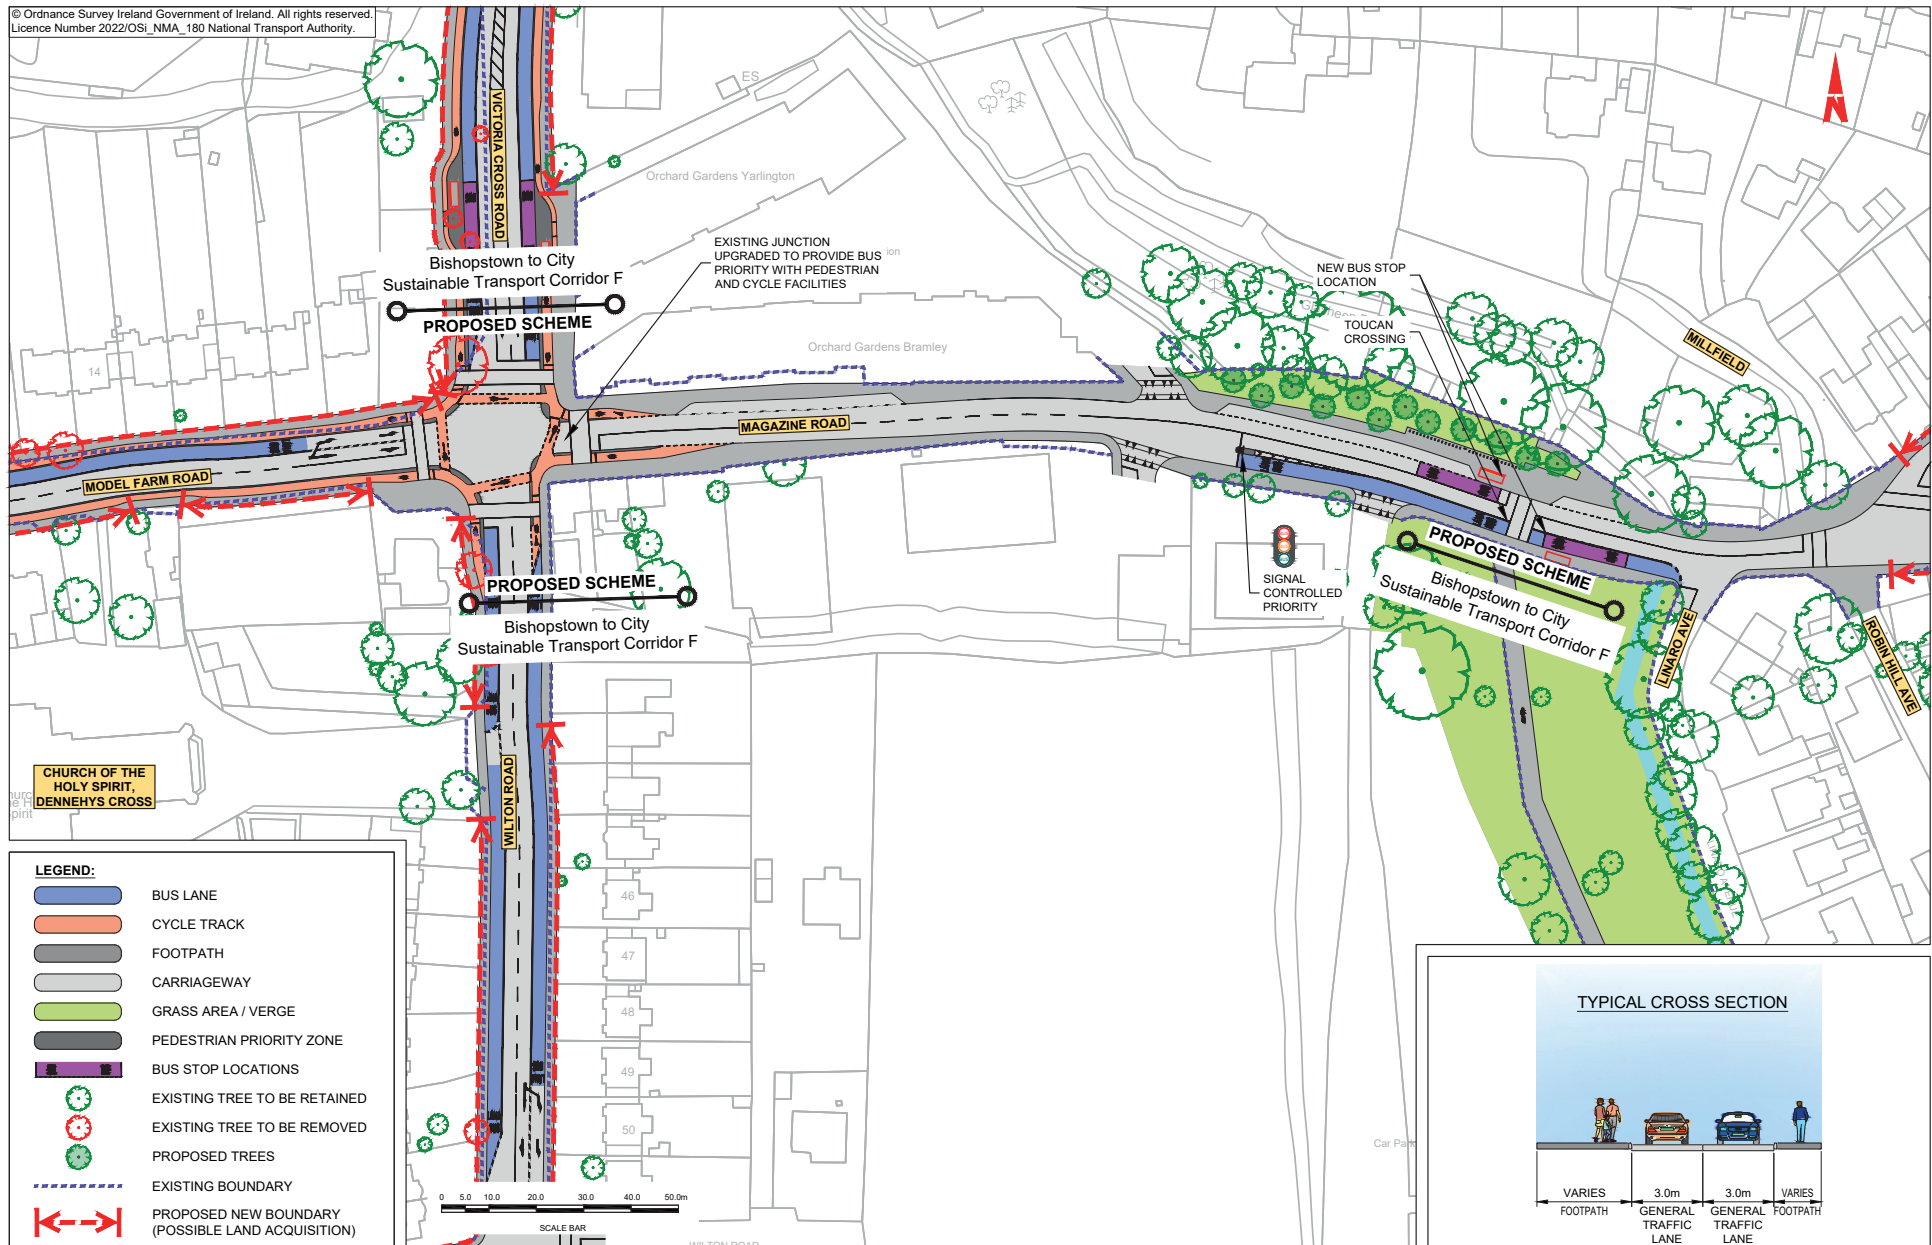 © Ordnance Survey Ireland Government of Ireland. All rights reserved.
Licence Number 2022/OSi_NMA_180 National Transport Authority.
VICTORIA CROSS ROAD
ES
Orchard Gardens Yarlington
N
Bishopstown to City
Sustainable Transport Corridor F
PROPOSED SCHEME
EXISTING JUNCTION
UPGRADED TO PROVIDE BUS
PRIORITY WITH PEDESTRIAN
AND CYCLE FACILITIES
ion
NEW BUS STOP
LOCATION
TOUCAN
CROSSING
MILLFIELD
Orchard Gardens Bramley
14
MAGAZINE ROAD
MODEL FARM ROAD
PROPOSED SCHEME
Bishopstown to City
Sustainable Transport Corridor F
SIGNAL
CONTROLLED
PRIORITY
PROPOSED SCHEME
Bishopstown to City
Sustainable Transport Corridor F
LINARO AVE
ROBIN HILL AVE
CHURCH OF THE
HOLY SPIRIT,
DENNEHYS CROSS
Spirit
WILTON ROAD
46
47
48
49
50
Car Park
LEGEND:
BUS LANE
CYCLE TRACK
FOOTPATH
CARRIAGEWAY
GRASS AREA / VERGE
PEDESTRIAN PRIORITY ZONE
BUS STOP LOCATIONS
EXISTING TREE TO BE RETAINED
EXISTING TREE TO BE REMOVED
PROPOSED TREES
EXISTING BOUNDARY
PROPOSED NEW BOUNDARY
(POSSIBLE LAND ACQUISITION)
0 5.0 10.0 20.0 30.0 40.0 50.0m
SCALE BAR
WILTON ROAD
TYPICAL CROSS SECTION
VARIES 3.0m 3.0m VARIES
FOOTPATH GENERAL TRAFFIC LANE GENERAL TRAFFIC LANE FOOTPATH